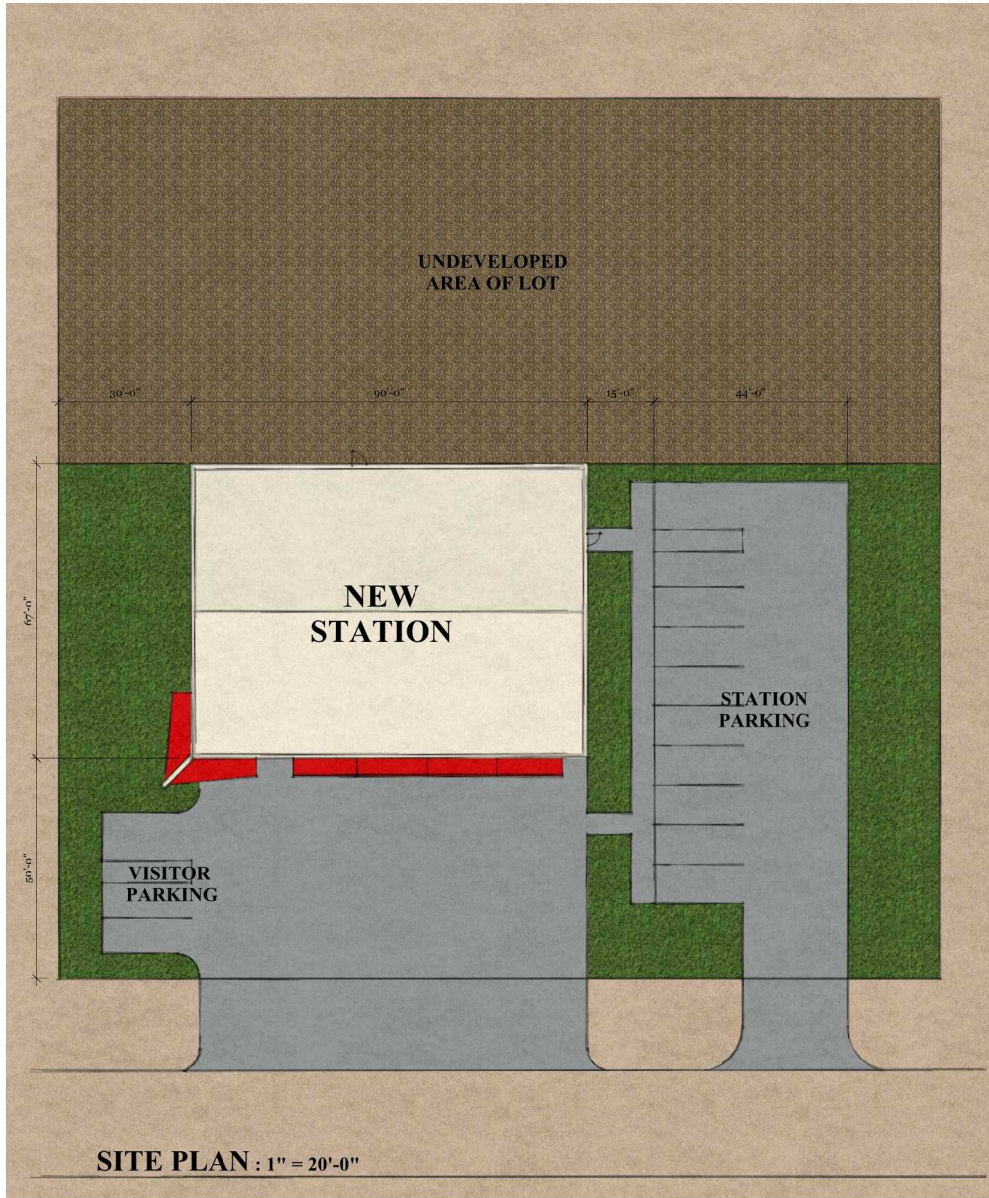 UNDEVELOPED
AREA OF LOT
30'-0"
90'-0"
15'-0"
44'-0"
67'-0"
NEW
STATION
STATION
PARKING
50'-0"
VISITOR
PARKING
SITE PLAN : 1" = 20'-0"